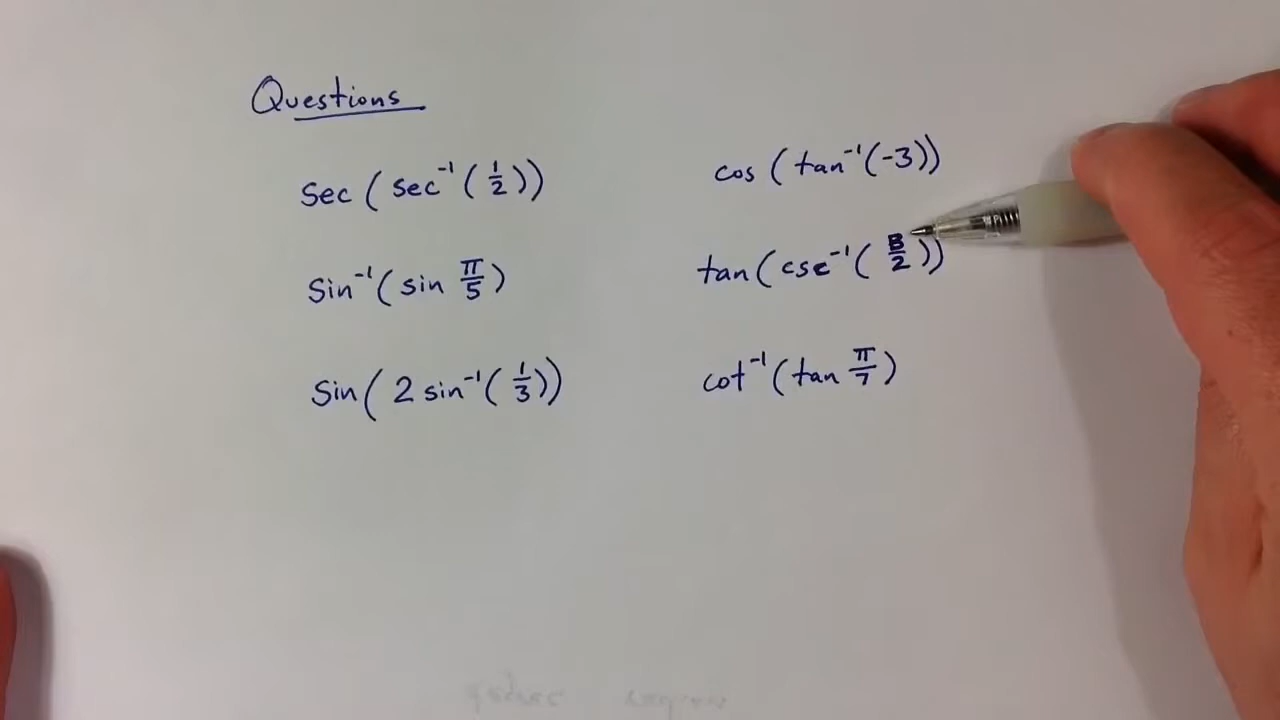 Questions
sec ( sec⁻¹ ( 1/2 ))
sin⁻¹ ( sin π/5 )
sin ( 2 sin⁻¹ ( 1/3 ))
cos ( tan⁻¹ (-3))
tan ( csc⁻¹ ( /2 ))
cot⁻¹ ( tan π/7 )